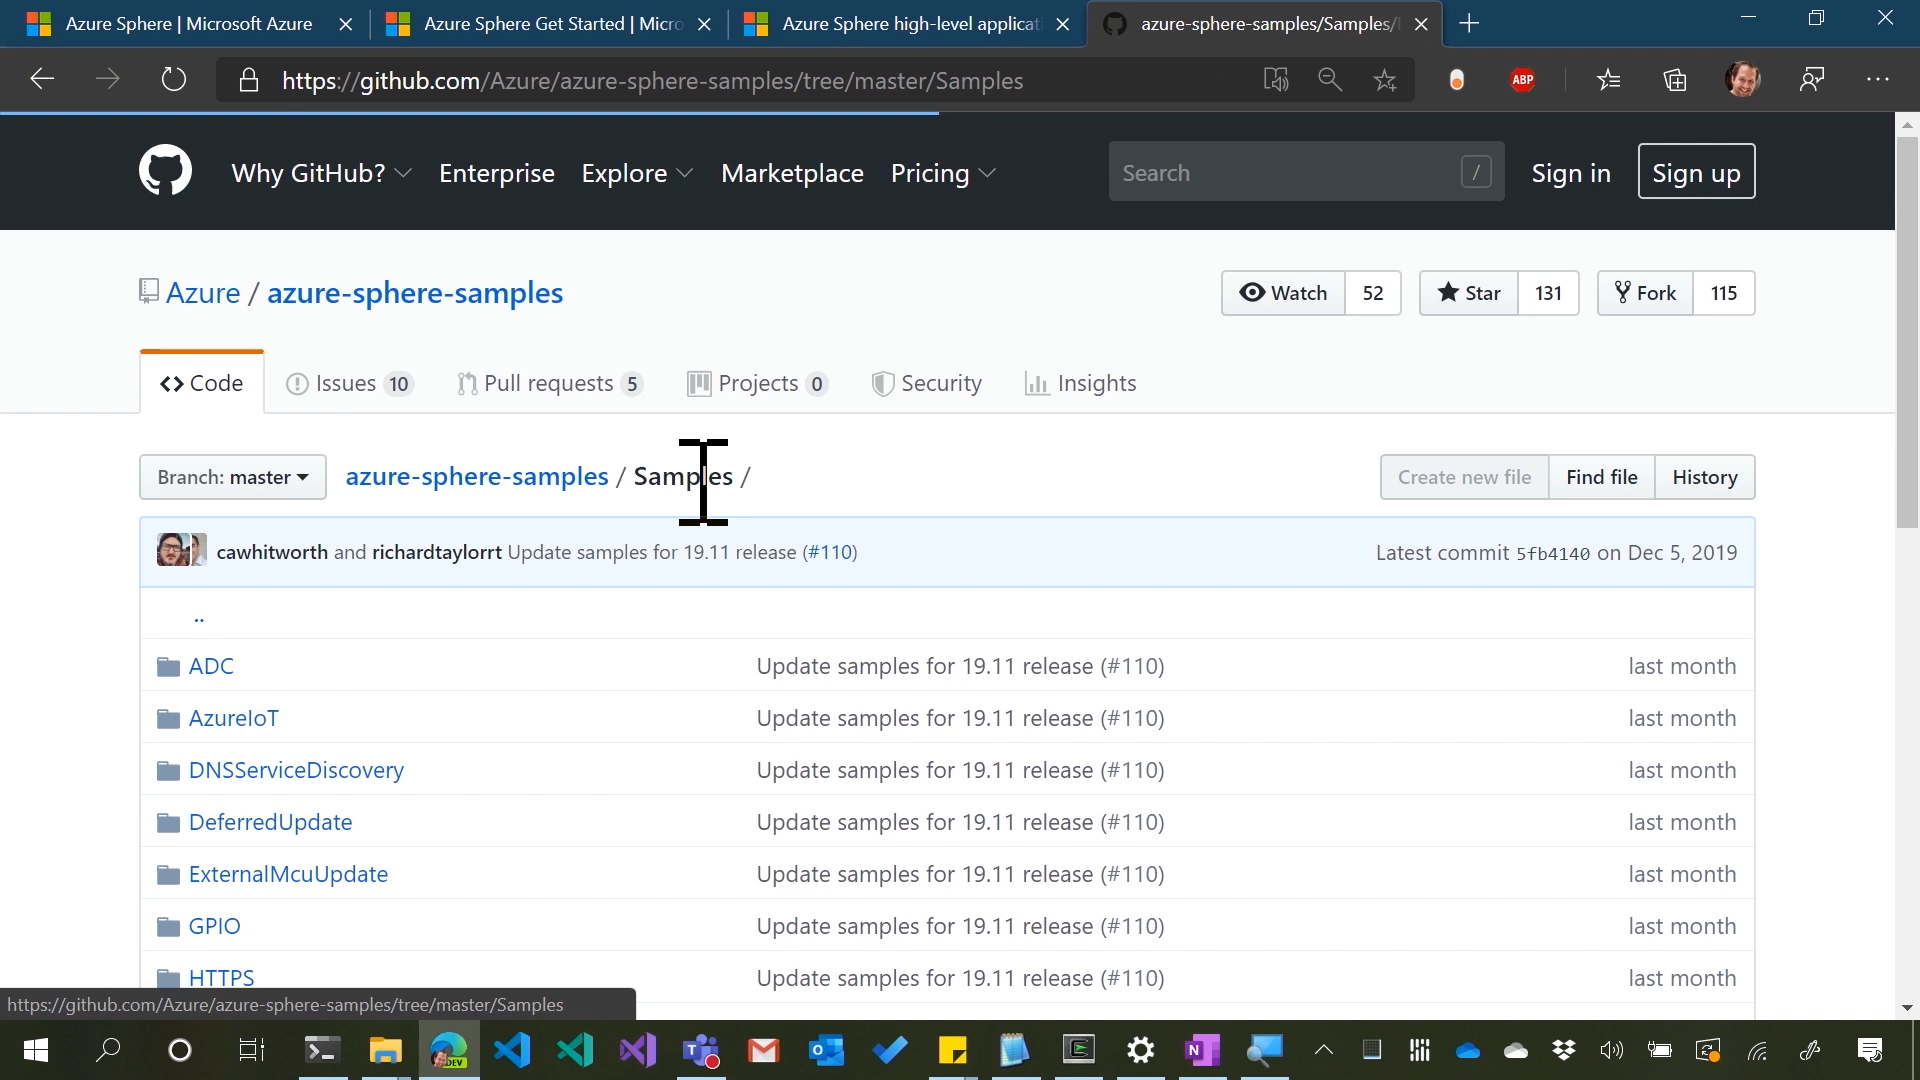 Azure Sphere | Microsoft Azure
Azure Sphere Get Started | Micro
Azure Sphere high-level applicati
azure-sphere-samples/Samples/
https://github.com/Azure/azure-sphere-samples/tree/master/Samples
ABP
Why GitHub? Enterprise Explore Marketplace Pricing Search / Sign in Sign up
Azure / azure-sphere-samples
Watch 52 Star 131 Fork 115
Code Issues 10 Pull requests 5 Projects 0 Security Insights
Branch: master azure-sphere-samples / Samples / Create new file Find file History
cawhitworth and richardtaylorrt Update samples for 19.11 release (#110) Latest commit 5fb4140 on Dec 5, 2019
..
ADC Update samples for 19.11 release (#110) last month
AzureIoT Update samples for 19.11 release (#110) last month
DNSServiceDiscovery Update samples for 19.11 release (#110) last month
DeferredUpdate Update samples for 19.11 release (#110) last month
ExternalMcuUpdate Update samples for 19.11 release (#110) last month
GPIO Update samples for 19.11 release (#110) last month
HTTPS Update samples for 19.11 release (#110) last month
https://github.com/Azure/azure-sphere-samples/tree/master/Samples
DEV